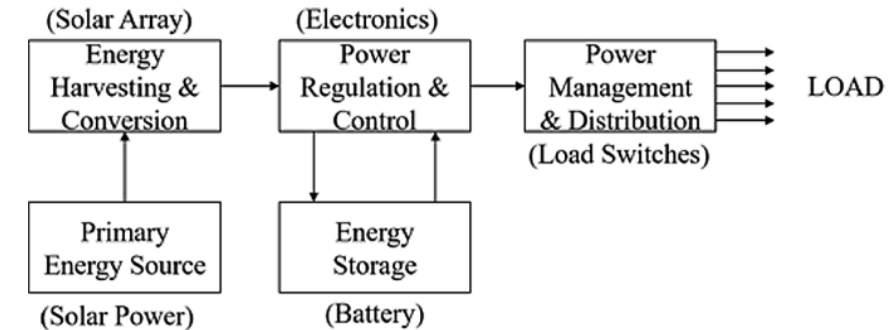 (Solar Array)
Energy
Harvesting &
Conversion
(Electronics)
Power
Regulation &
Control
Power
Management
& Distribution
(Load Switches)
LOAD
Primary
Energy Source
(Solar Power)
Energy
Storage
(Battery)